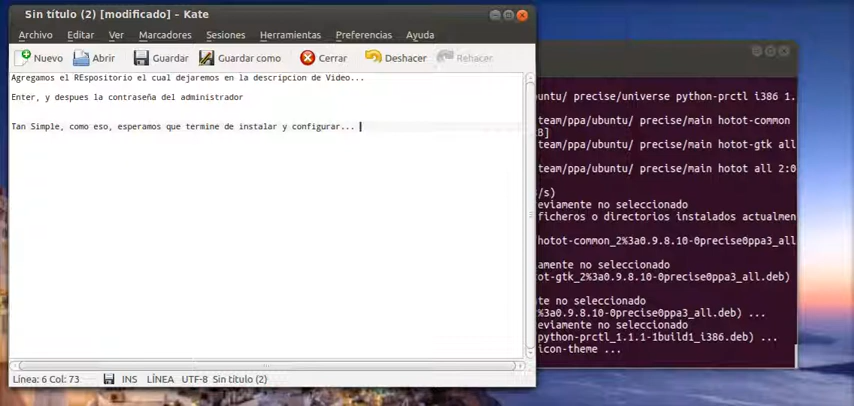 Sin título (2) [modificado] – Kate
Archivo Editar Ver Marcadores Sesiones Herramientas Preferencias Ayuda
Nuevo Abrir Guardar Guardar como Cerrar Deshacer Rehacer
Agregamos el REspositorio el cual dejaremos en la descripcion de Video...
Enter, y despues la contraseña del administrador
Tan Simple, como eso, esperamos que termine de instalar y configurar...
Línea: 6 Col: 73 INS LÍNEA UTF-8 Sin título (2)
buntu/ precise/universe python-prctl i386 1.
team/ppa/ubuntu/ precise/main hotot-common
B]
team/ppa/ubuntu/ precise/main hotot-gtk all
team/ppa/ubuntu/ precise/main hotot all 2:0
/s)
eviamente no seleccionado
ficheros o directorios instalados actualmen
hotot-common_2%3a0.9.8.10-0precise0ppa3_all
amente no seleccionado
ot-gtk_2%3a0.9.8.10-0precise0ppa3_all.deb)
te no seleccionado
%3a0.9.8.10-0precise0ppa3_all.deb) ...
eviamente no seleccionado
python-prctl_1.1.1-1build1_i386.deb) ...
icon-theme ...